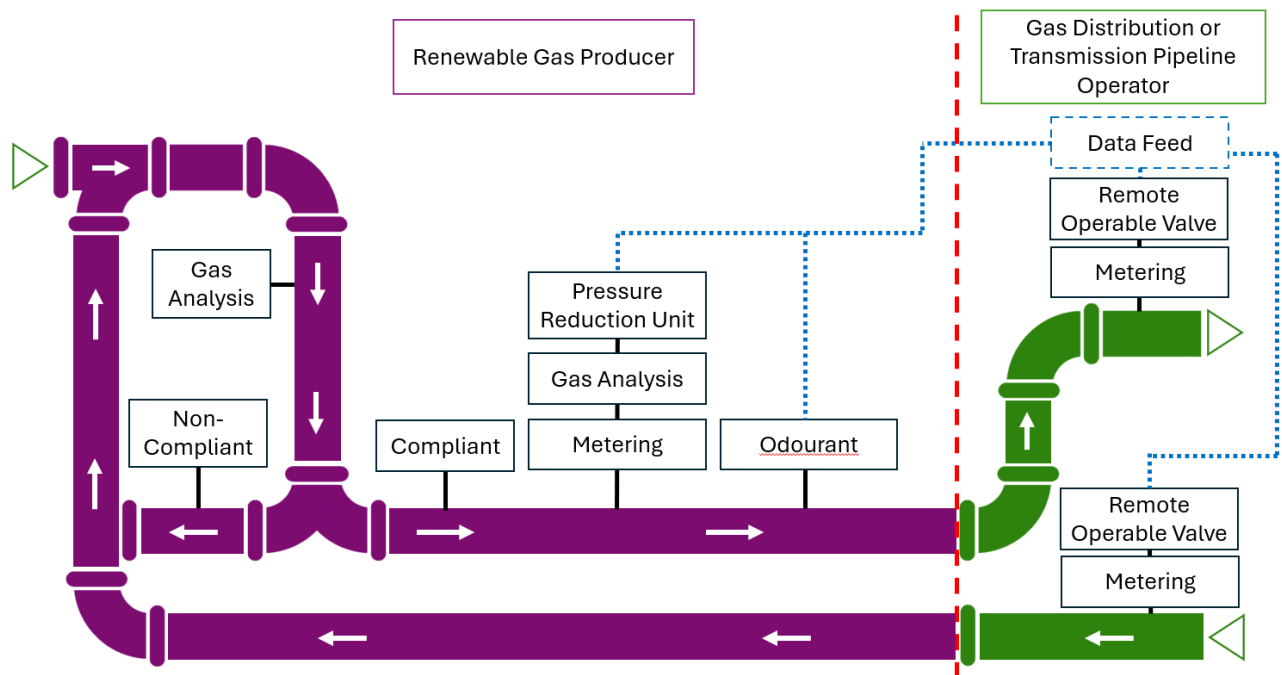 Renewable Gas Producer
Gas Distribution or
Transmission Pipeline
Operator
Data Feed
Remote
Operable Valve
Metering
Gas
Analysis
Pressure
Reduction Unit
Gas Analysis
Metering
Non-
Compliant
Compliant
Odourant
Remote
Operable Valve
Metering